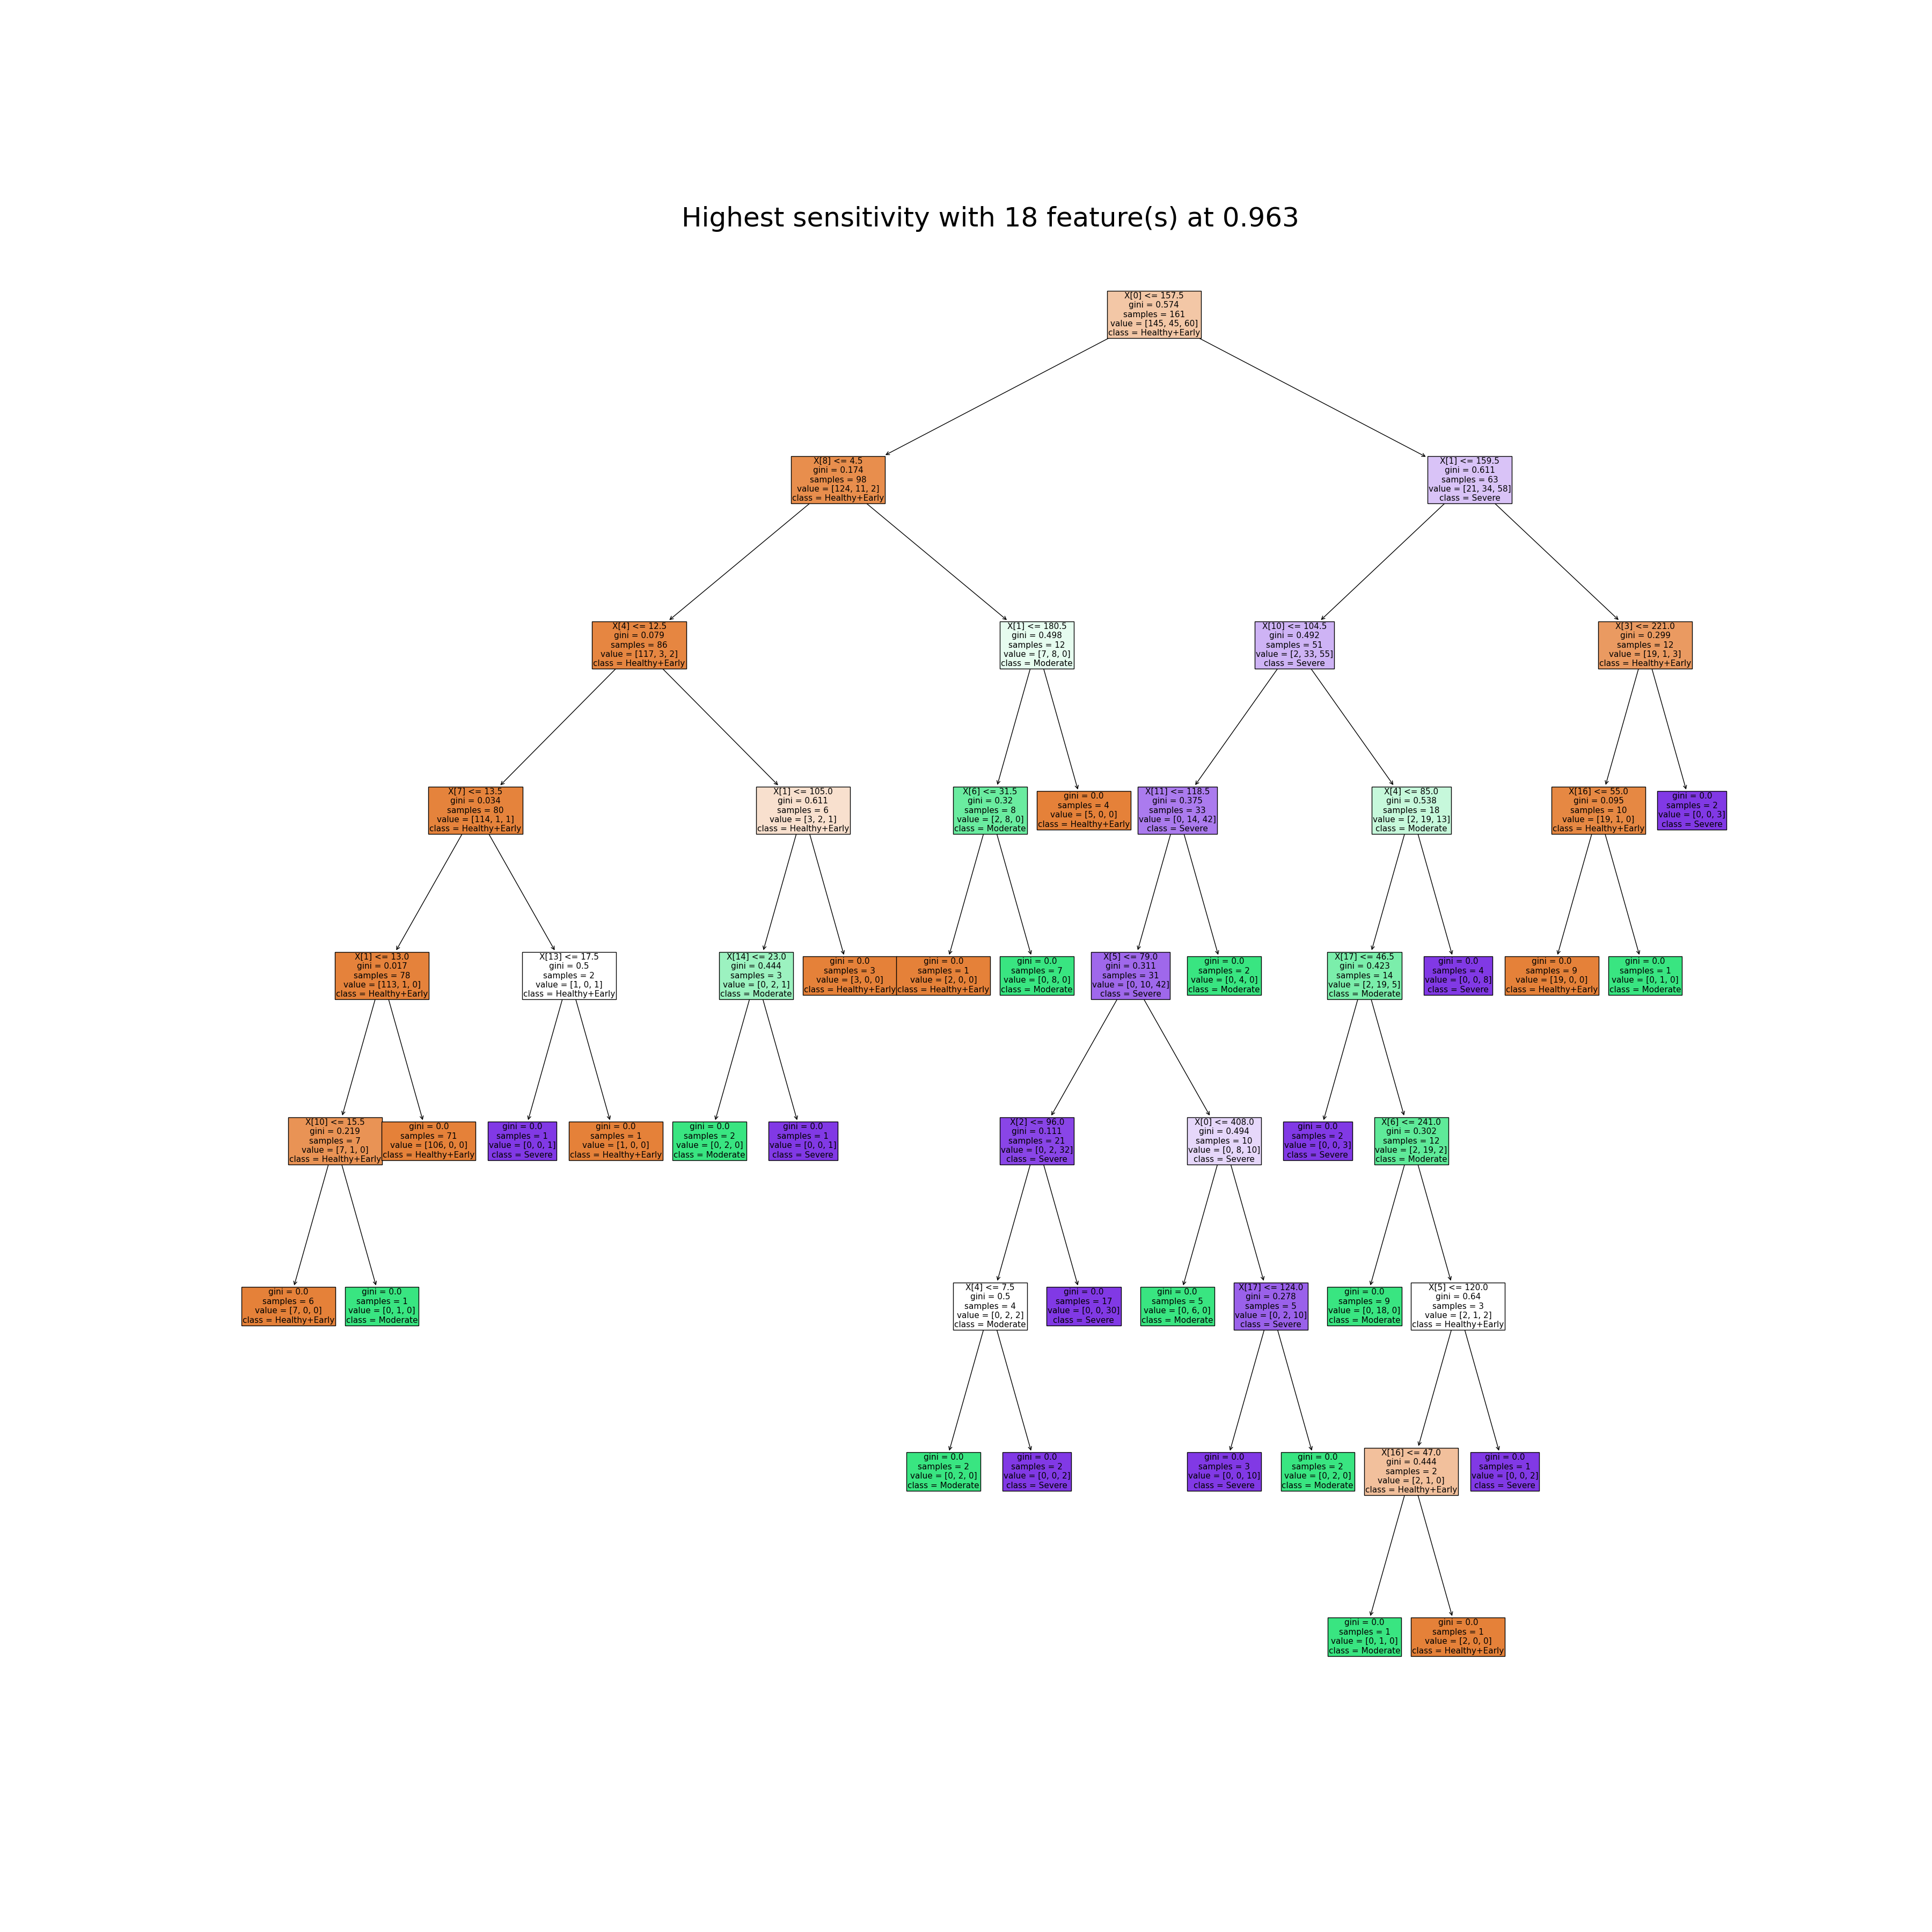 Highest sensitivity with 18 feature(s) at 0.963
X[0] <= 157.5
gini = 0.574
samples = 161
value = [145, 45, 60]
class = Healthy+Early
X[8] <= 4.5
gini = 0.174
samples = 98
value = [124, 11, 2]
class = Healthy+Early
X[1] <= 159.5
gini = 0.611
samples = 63
value = [21, 34, 58]
class = Severe
X[4] <= 12.5
gini = 0.079
samples = 86
value = [117, 3, 2]
class = Healthy+Early
X[1] <= 180.5
gini = 0.498
samples = 12
value = [7, 8, 0]
class = Moderate
X[10] <= 104.5
gini = 0.492
samples = 51
value = [2, 33, 55]
class = Severe
X[3] <= 221.0
gini = 0.299
samples = 12
value = [19, 1, 3]
class = Healthy+Early
X[7] <= 13.5
gini = 0.034
samples = 80
value = [114, 1, 1]
class = Healthy+Early
X[1] <= 105.0
gini = 0.611
samples = 6
value = [3, 2, 1]
class = Healthy+Early
X[6] <= 31.5
gini = 0.32
samples = 8
value = [2, 8, 0]
class = Moderate
gini = 0.0
samples = 4
value = [5, 0, 0]
class = Healthy+Early
X[11] <= 118.5
gini = 0.375
samples = 33
value = [0, 14, 42]
class = Severe
X[4] <= 85.0
gini = 0.538
samples = 18
value = [2, 19, 13]
class = Moderate
X[16] <= 55.0
gini = 0.095
samples = 10
value = [19, 1, 0]
class = Healthy+Early
gini = 0.0
samples = 2
value = [0, 0, 3]
class = Severe
X[1] <= 13.0
gini = 0.017
samples = 78
value = [113, 1, 0]
class = Healthy+Early
X[13] <= 17.5
gini = 0.5
samples = 2
value = [1, 0, 1]
class = Healthy+Early
X[14] <= 23.0
gini = 0.444
samples = 3
value = [0, 2, 1]
class = Moderate
gini = 0.0
samples = 3
value = [3, 0, 0]
class = Healthy+Early
gini = 0.0
samples = 1
value = [2, 0, 0]
class = Healthy+Early
gini = 0.0
samples = 7
value = [0, 8, 0]
class = Moderate
X[5] <= 79.0
gini = 0.311
samples = 31
value = [0, 10, 42]
class = Severe
gini = 0.0
samples = 2
value = [0, 4, 0]
class = Moderate
X[17] <= 46.5
gini = 0.423
samples = 14
value = [2, 19, 5]
class = Moderate
gini = 0.0
samples = 4
value = [0, 0, 8]
class = Severe
gini = 0.0
samples = 9
value = [19, 0, 0]
class = Healthy+Early
gini = 0.0
samples = 1
value = [0, 1, 0]
class = Moderate
X[10] <= 15.5
gini = 0.219
samples = 7
value = [7, 1, 0]
class = Healthy+Early
gini = 0.0
samples = 71
value = [106, 0, 0]
class = Healthy+Early
gini = 0.0
samples = 1
value = [0, 0, 1]
class = Severe
gini = 0.0
samples = 1
value = [1, 0, 0]
class = Healthy+Early
gini = 0.0
samples = 2
value = [0, 2, 0]
class = Moderate
gini = 0.0
samples = 1
value = [0, 0, 1]
class = Severe
X[2] <= 96.0
gini = 0.111
samples = 21
value = [0, 2, 32]
class = Severe
X[0] <= 408.0
gini = 0.494
samples = 10
value = [0, 8, 10]
class = Severe
gini = 0.0
samples = 2
value = [0, 0, 3]
class = Severe
X[6] <= 241.0
gini = 0.302
samples = 12
value = [2, 19, 2]
class = Moderate
gini = 0.0
samples = 6
value = [7, 0, 0]
class = Healthy+Early
gini = 0.0
samples = 1
value = [0, 1, 0]
class = Moderate
X[4] <= 7.5
gini = 0.5
samples = 4
value = [0, 2, 2]
class = Moderate
gini = 0.0
samples = 17
value = [0, 0, 30]
class = Severe
gini = 0.0
samples = 5
value = [0, 6, 0]
class = Moderate
X[17] <= 124.0
gini = 0.278
samples = 5
value = [0, 2, 10]
class = Severe
gini = 0.0
samples = 9
value = [0, 18, 0]
class = Moderate
X[5] <= 120.0
gini = 0.64
samples = 3
value = [2, 1, 2]
class = Healthy+Early
gini = 0.0
samples = 2
value = [0, 2, 0]
class = Moderate
gini = 0.0
samples = 2
value = [0, 0, 2]
class = Severe
gini = 0.0
samples = 3
value = [0, 0, 10]
class = Severe
gini = 0.0
samples = 2
value = [0, 2, 0]
class = Moderate
X[16] <= 47.0
gini = 0.444
samples = 2
value = [2, 1, 0]
class = Healthy+Early
gini = 0.0
samples = 1
value = [0, 0, 2]
class = Severe
gini = 0.0
samples = 1
value = [0, 1, 0]
class = Moderate
gini = 0.0
samples = 1
value = [2, 0, 0]
class = Healthy+Early